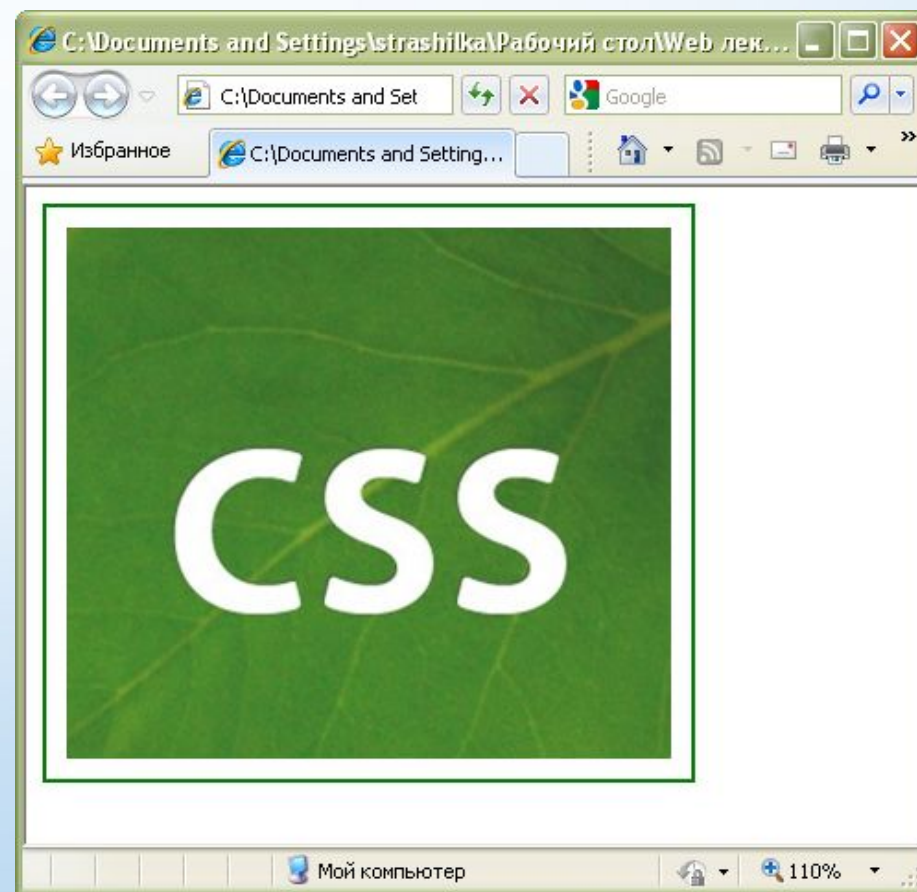 C:\Documents and Settings\strashilka\Рабочий стол\Web лек...
C:\Documents and Set
Google
Избранное
C:\Documents and Setting...
»
CSS
Мой компьютер
110%